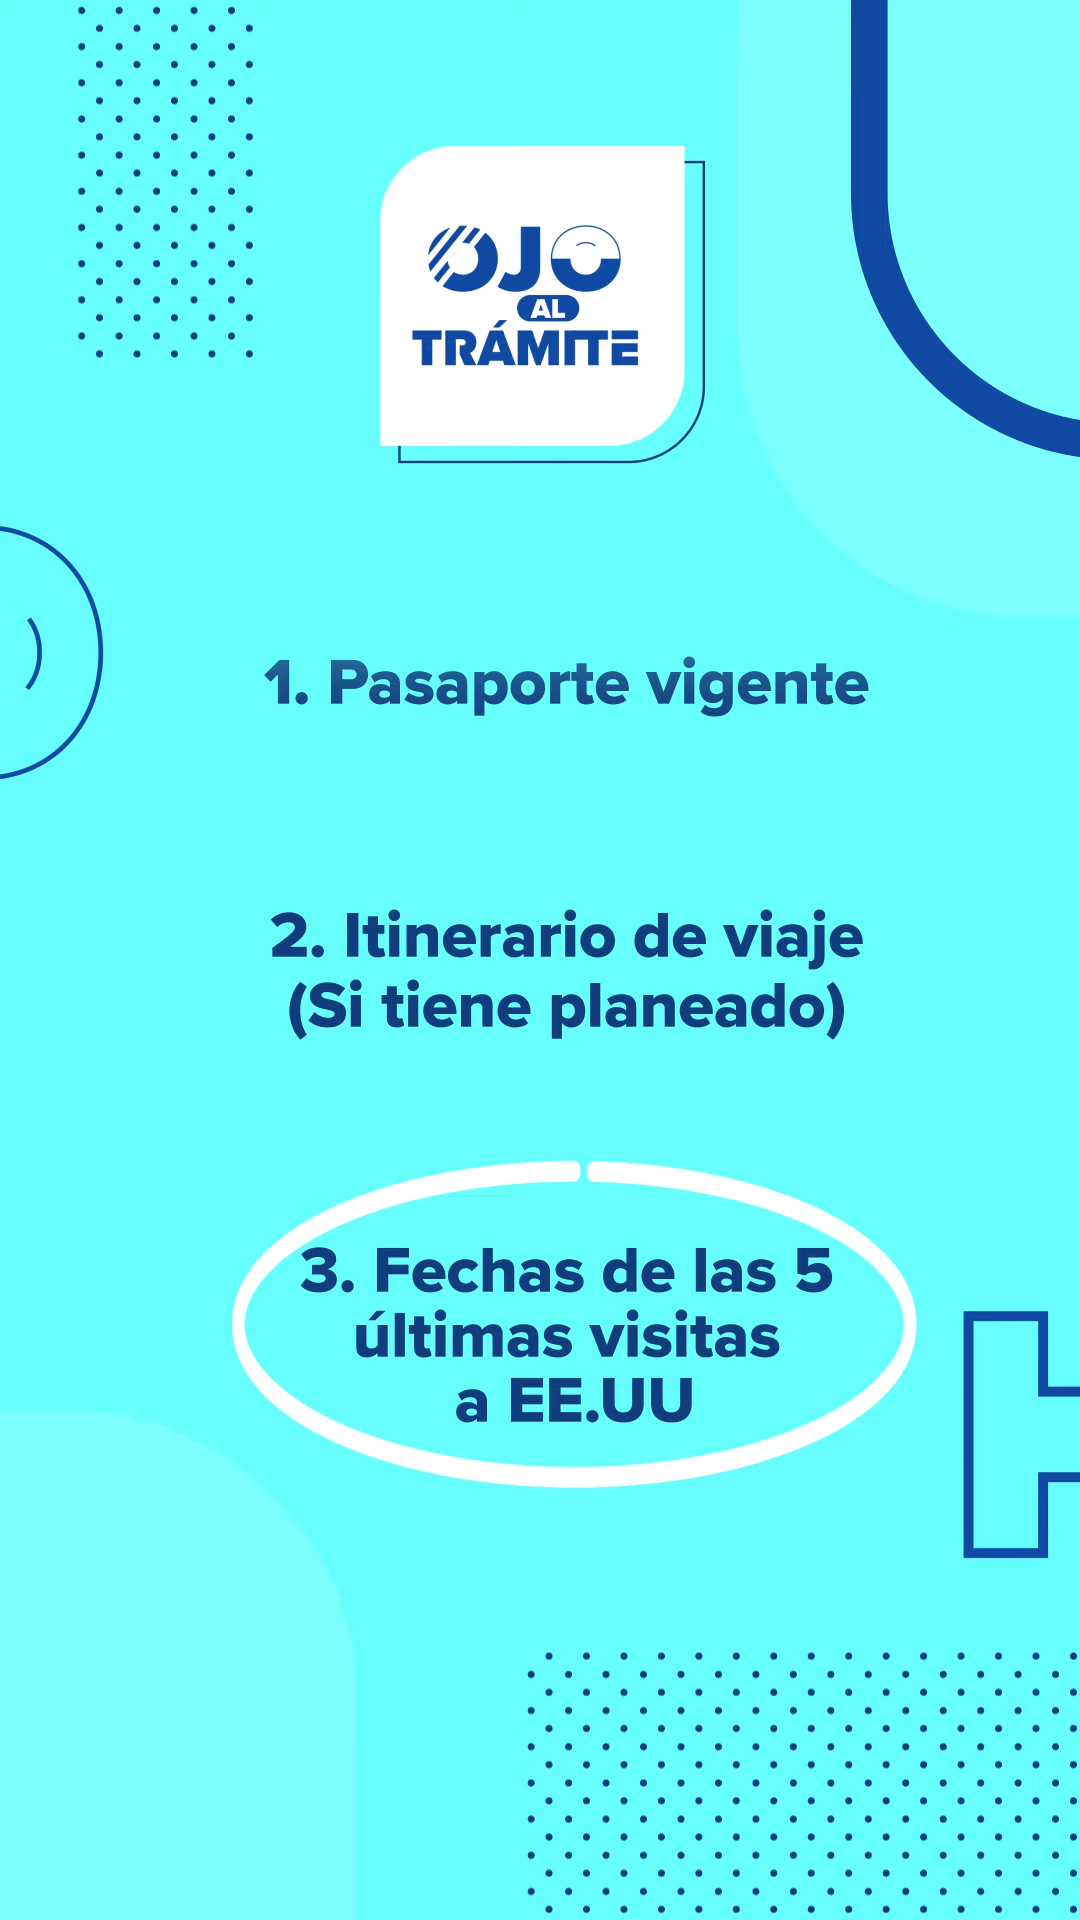 OJO
AL
TRÁMITE
1. Pasaporte vigente
2. Itinerario de viaje
(Si tiene planeado)
3. Fechas de las 5
últimas visitas
a EE.UU